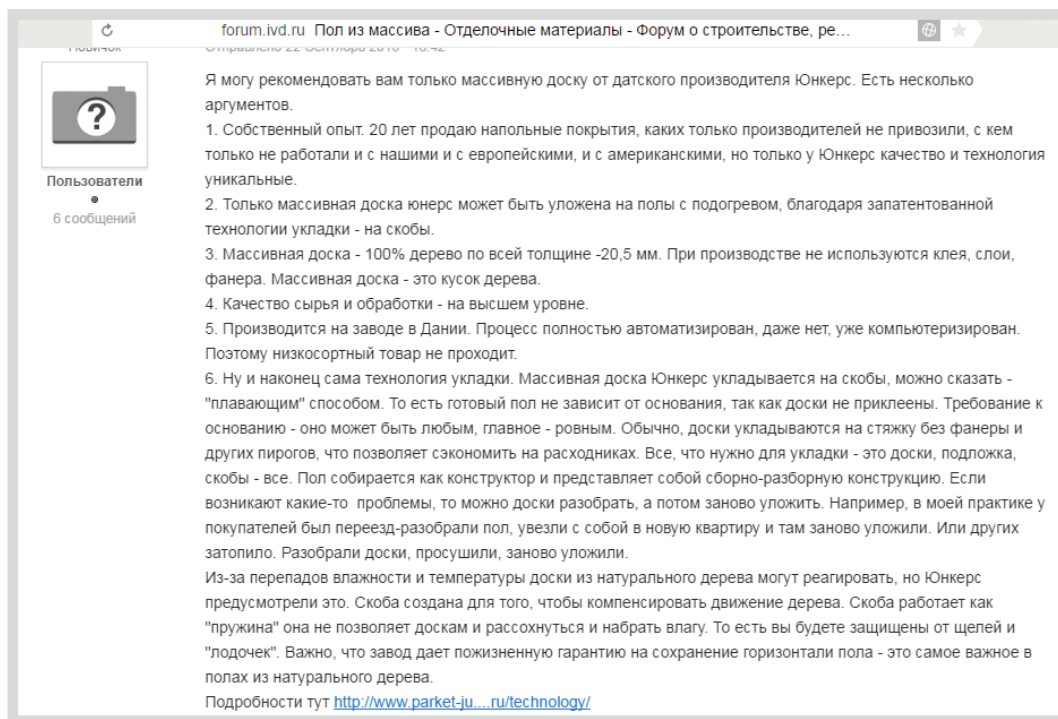 forum.ivd.ru Пол из массива - Отделочные материалы - Форум о строительстве, ре...
Новичок
Отправлено 22 Сентябрь 2016 - 16:42
Я могу рекомендовать вам только массивную доску от датского производителя Юнкерс. Есть несколько
аргументов.
1. Собственный опыт. 20 лет продаю напольные покрытия, каких только производителей не привозили, с кем
только не работали и с нашими и с европейскими, и с американскими, но только у Юнкерс качество и технология
уникальные.
Пользователи
2. Только массивная доска юнерс может быть уложена на полы с подогревом, благодаря запатентованной
6 сообщений
технологии укладки - на скобы.
3. Массивная доска - 100% дерево по всей толщине -20,5 мм. При производстве не используются клея, слои,
фанера. Массивная доска - это кусок дерева.
4. Качество сырья и обработки - на высшем уровне.
5. Производится на заводе в Дании. Процесс полностью автоматизирован, даже нет, уже компьютеризирован.
Поэтому низкосортный товар не проходит.
6. Ну и наконец сама технология укладки. Массивная доска Юнкерс укладывается на скобы, можно сказать -
"плавающим" способом. То есть готовый пол не зависит от основания, так как доски не приклеены. Требование к
основанию - оно может быть любым, главное - ровным. Обычно, доски укладываются на стяжку без фанеры и
других пирогов, что позволяет сэкономить на расходниках. Все, что нужно для укладки - это доски, подложка,
скобы - все. Пол собирается как конструктор и представляет собой сборно-разборную конструкцию. Если
возникают какие-то проблемы, то можно доски разобрать, а потом заново уложить. Например, в моей практике у
покупателей был переезд-разобрали пол, увезли с собой в новую квартиру и там заново уложили. Или других
затопило. Разобрали доски, просушили, заново уложили.
Из-за перепадов влажности и температуры доски из натурального дерева могут реагировать, но Юнкерс
предусмотрели это. Скоба создана для того, чтобы компенсировать движение дерева. Скоба работает как
"пружина" она не позволяет доскам и рассохнуться и набрать влагу. То есть вы будете защищены от щелей и
"лодочек". Важно, что завод дает пожизненную гарантию на сохранение горизонтали пола - это самое важное в
полах из натурального дерева.
Подробности тут http://www.parket-ju....ru/technology/